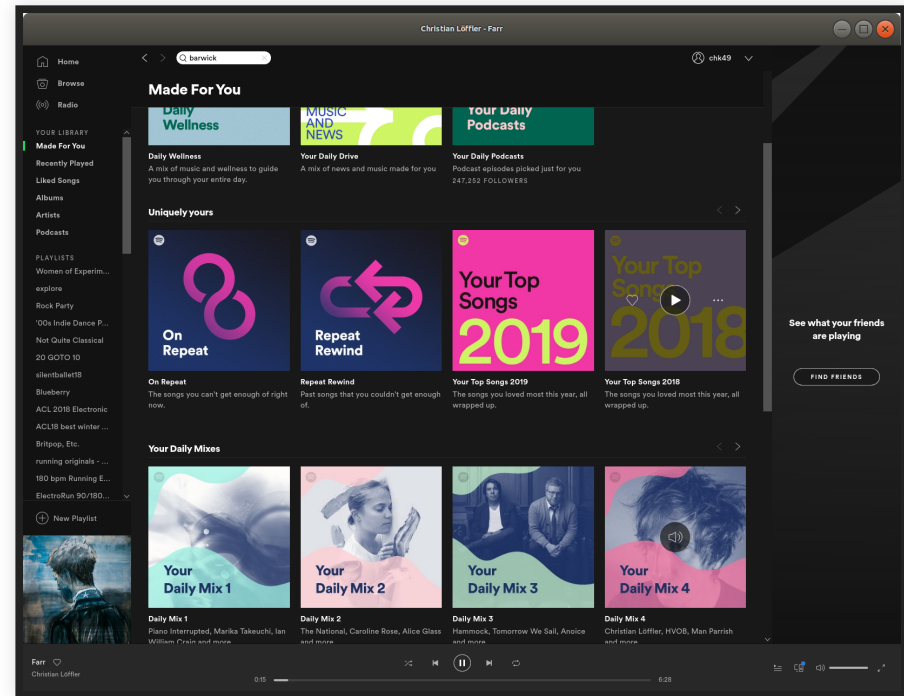 Christian Löffler - Farr
Home
Browse
Radio
YOUR LIBRARY
Made For You
Recently Played
Liked Songs
Albums
Artists
Podcasts
PLAYLISTS
Women of Experim...
explore
Rock Party
'00s Indie Dance P...
Not Quite Classical
20 GOTO 10
silentballet18
Blueberry
ACL 2018 Electronic
ACL18 best winter ...
Britpop, Etc.
running originals - ...
180 bpm Running E...
ElectroRun 90/180...
New Playlist
barwick
chk49
Made For You
Daily
Wellness
MUSIC
AND
NEWS
Your Daily
Podcasts
Daily Wellness
A mix of music and wellness to guide
you through your entire day.
Your Daily Drive
A mix of news and music made for you
Your Daily Podcasts
Podcast episodes picked just for you
247,252 FOLLOWERS
Uniquely yours
On
Repeat
Repeat
Rewind
Your Top
Songs
2019
Your Top
Songs
2018
On Repeat
The songs you can't get enough of right
now.
Repeat Rewind
Past songs that you couldn't get enough
of.
Your Top Songs 2019
The songs you loved most this year, all
wrapped up.
Your Top Songs 2018
The songs you loved most this year, all
wrapped up.
Your Daily Mixes
Your
Daily Mix 1
Your
Daily Mix 2
Your
Daily Mix 3
Your
Daily Mix 4
Daily Mix 1
Piano Interrupted, Marika Takeuchi, Ian
William Craig and more
Daily Mix 2
The National, Caroline Rose, Alice Glass
and more
Daily Mix 3
Hammock, Tomorrow We Sail, Anoice
and more
Daily Mix 4
Christian Löffler, HVOB, Man Parrish
and more
See what your friends
are playing
FIND FRIENDS
Farr
Christian Löffler
0:15
6:28